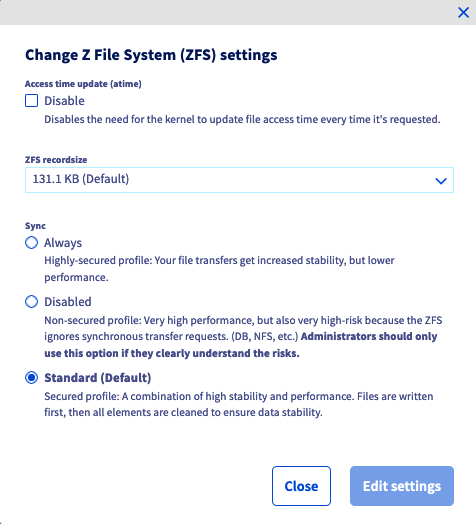 Change Z File System (ZFS) settings
Access time update (atime)
Disable
Disables the need for the kernel to update file access time every time it's requested.
ZFS recordsize
131.1 KB (Default)
Sync
Always
Highly-secured profile: Your file transfers get increased stability, but lower
performance.
Disabled
Non-secured profile: Very high performance, but also very high-risk because the ZFS
ignores synchronous transfer requests. (DB, NFS, etc.) Administrators should only
use this option if they clearly understand the risks.
Standard (Default)
Secured profile: A combination of high stability and performance. Files are written
first, then all elements are cleaned to ensure data stability.
Close
Edit settings